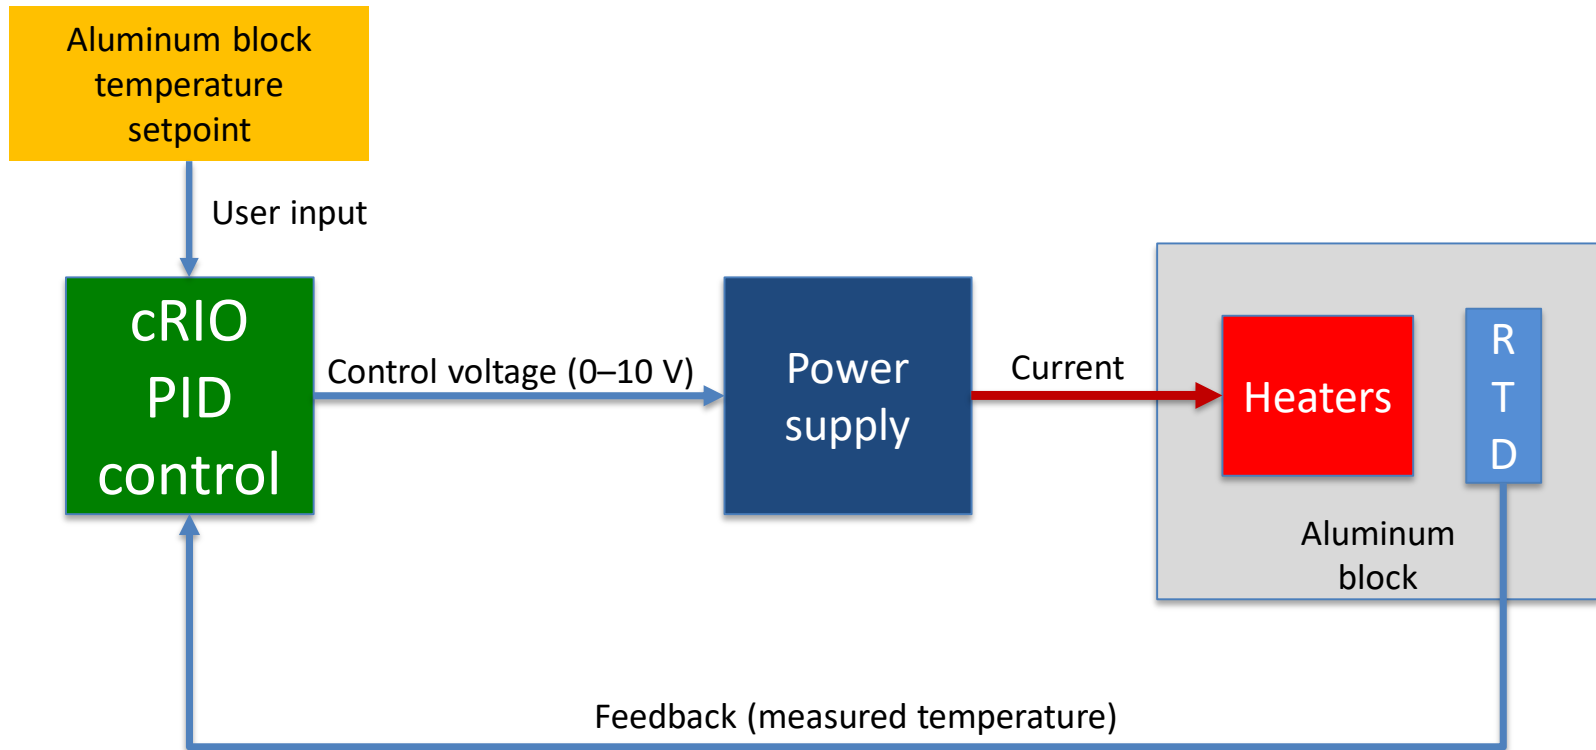 Aluminum block
temperature
setpoint
User input
cRIO
PID
control
Control voltage (0–10 V)
Power
supply
Current
Heaters
R
T
D
Aluminum
block
Feedback (measured temperature)